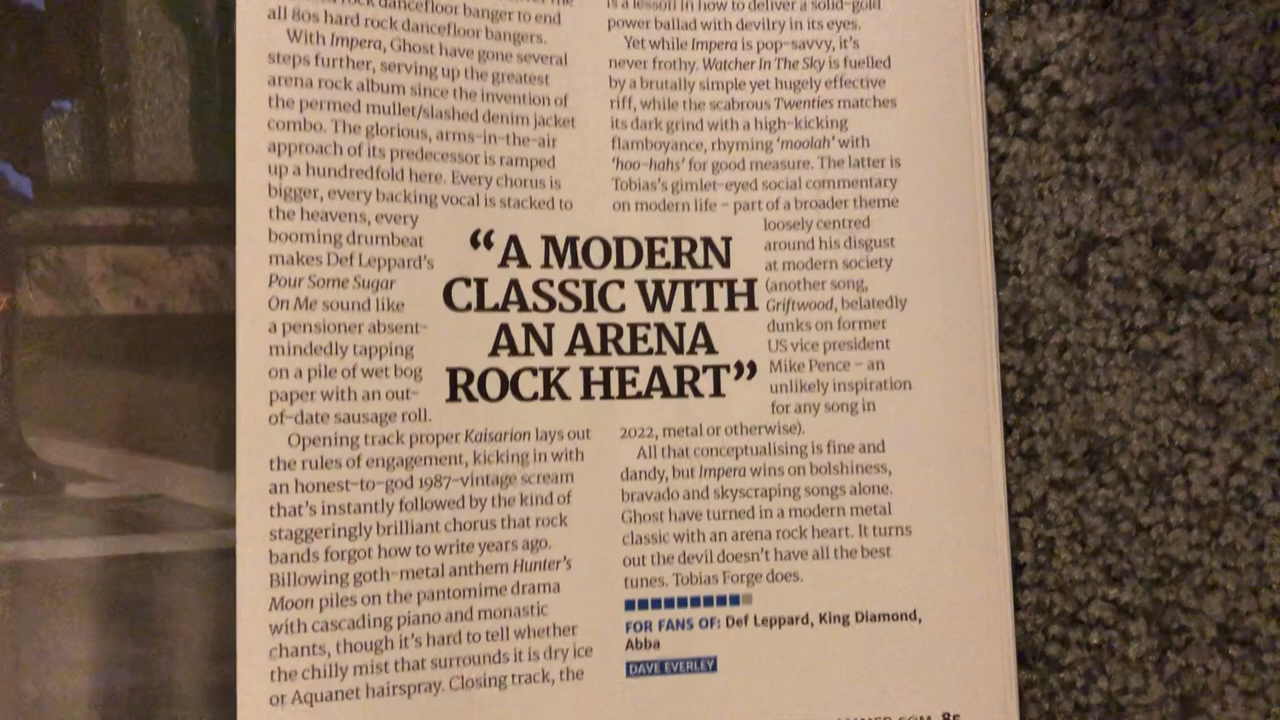 rock dancefloor banger to end
all 80s hard rock dancefloor bangers.
With Impera, Ghost have gone several
steps further, serving up the greatest
arena rock album since the invention of
the permed mullet/slashed denim jacket
combo. The glorious, arms-in-the-air
approach of its predecessor is ramped
up a hundredfold here. Every chorus is
bigger, every backing vocal is stacked to
the heavens, every
booming drumbeat
makes Def Leppard's
Pour Some Sugar
On Me sound like
a pensioner absent-
mindedly tapping
on a pile of wet bog
paper with an out-
of-date sausage roll.
Opening track proper Kaisarion lays out
the rules of engagement, kicking in with
an honest-to-god 1987-vintage scream
that's instantly followed by the kind of
staggeringly brilliant chorus that rock
bands forgot how to write years ago.
Billowing goth-metal anthem Hunter's
Moon piles on the pantomime drama
with cascading piano and monastic
chants, though it's hard to tell whether
the chilly mist that surrounds it is dry ice
or Aquanet hairspray. Closing track, the
“A MODERN
CLASSIC WITH
AN ARENA
ROCK HEART”
is a lesson in how to deliver a solid-gold
power ballad with devilry in its eyes.
Yet while Impera is pop-savvy, it's
never frothy. Watcher In The Sky is fuelled
by a brutally simple yet hugely effective
riff, while the scabrous Twenties matches
its dark grind with a high-kicking
flamboyance, rhyming 'moolah' with
'hoo-hahs' for good measure. The latter is
Tobias's gimlet-eyed social commentary
on modern life – part of a broader theme
loosely centred
around his disgust
at modern society
(another song,
Griftwood, belatedly
dunks on former
US vice president
Mike Pence – an
unlikely inspiration
for any song in
2022, metal or otherwise).
All that conceptualising is fine and
dandy, but Impera wins on bolshiness,
bravado and skyscraping songs alone.
Ghost have turned in a modern metal
classic with an arena rock heart. It turns
out the devil doesn't have all the best
tunes. Tobias Forge does.
FOR FANS OF: Def Leppard, King Diamond,
Abba
DAVE EVERLEY